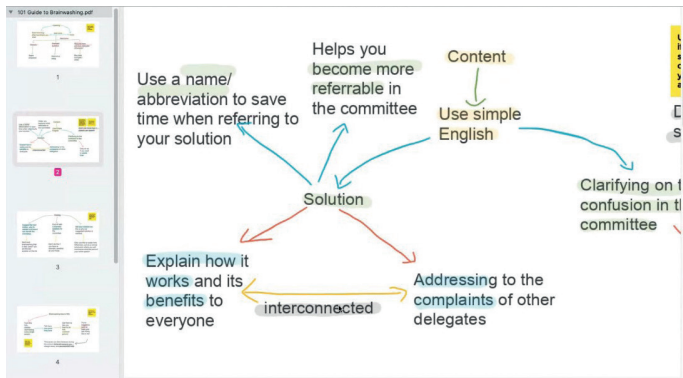 101 Guide to Brainwashing.pdf
1
2
3
4
Use a name/
abbreviation to save
time when referring to
your solution
Helps you
become more
referrable in
the committee
Content
Use simple
English
Solution
Clarifying on
confusion in
committee
Explain how it
works and its
benefits to
everyone
interconnected
Addressing to the
complaints of other
delegates